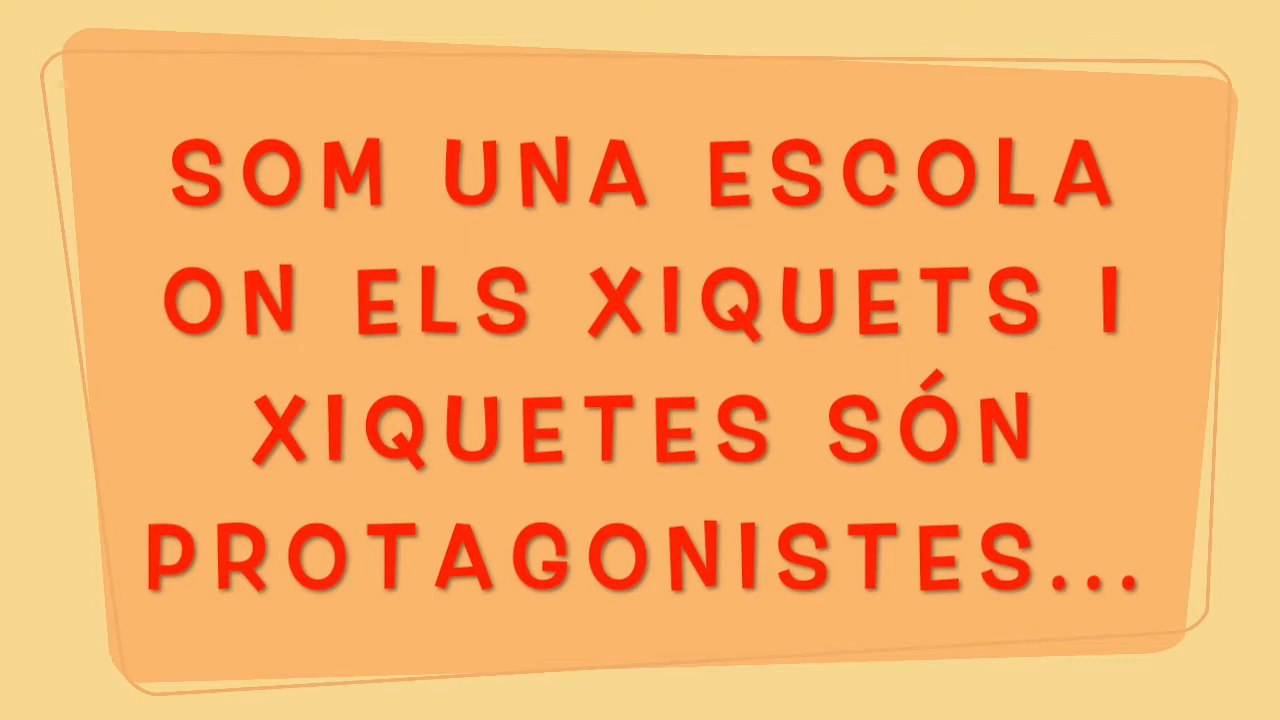 SOM UNA ESCOLA
ON ELS XIQUETS I
XIQUETES SÓN
PROTAGONISTES...